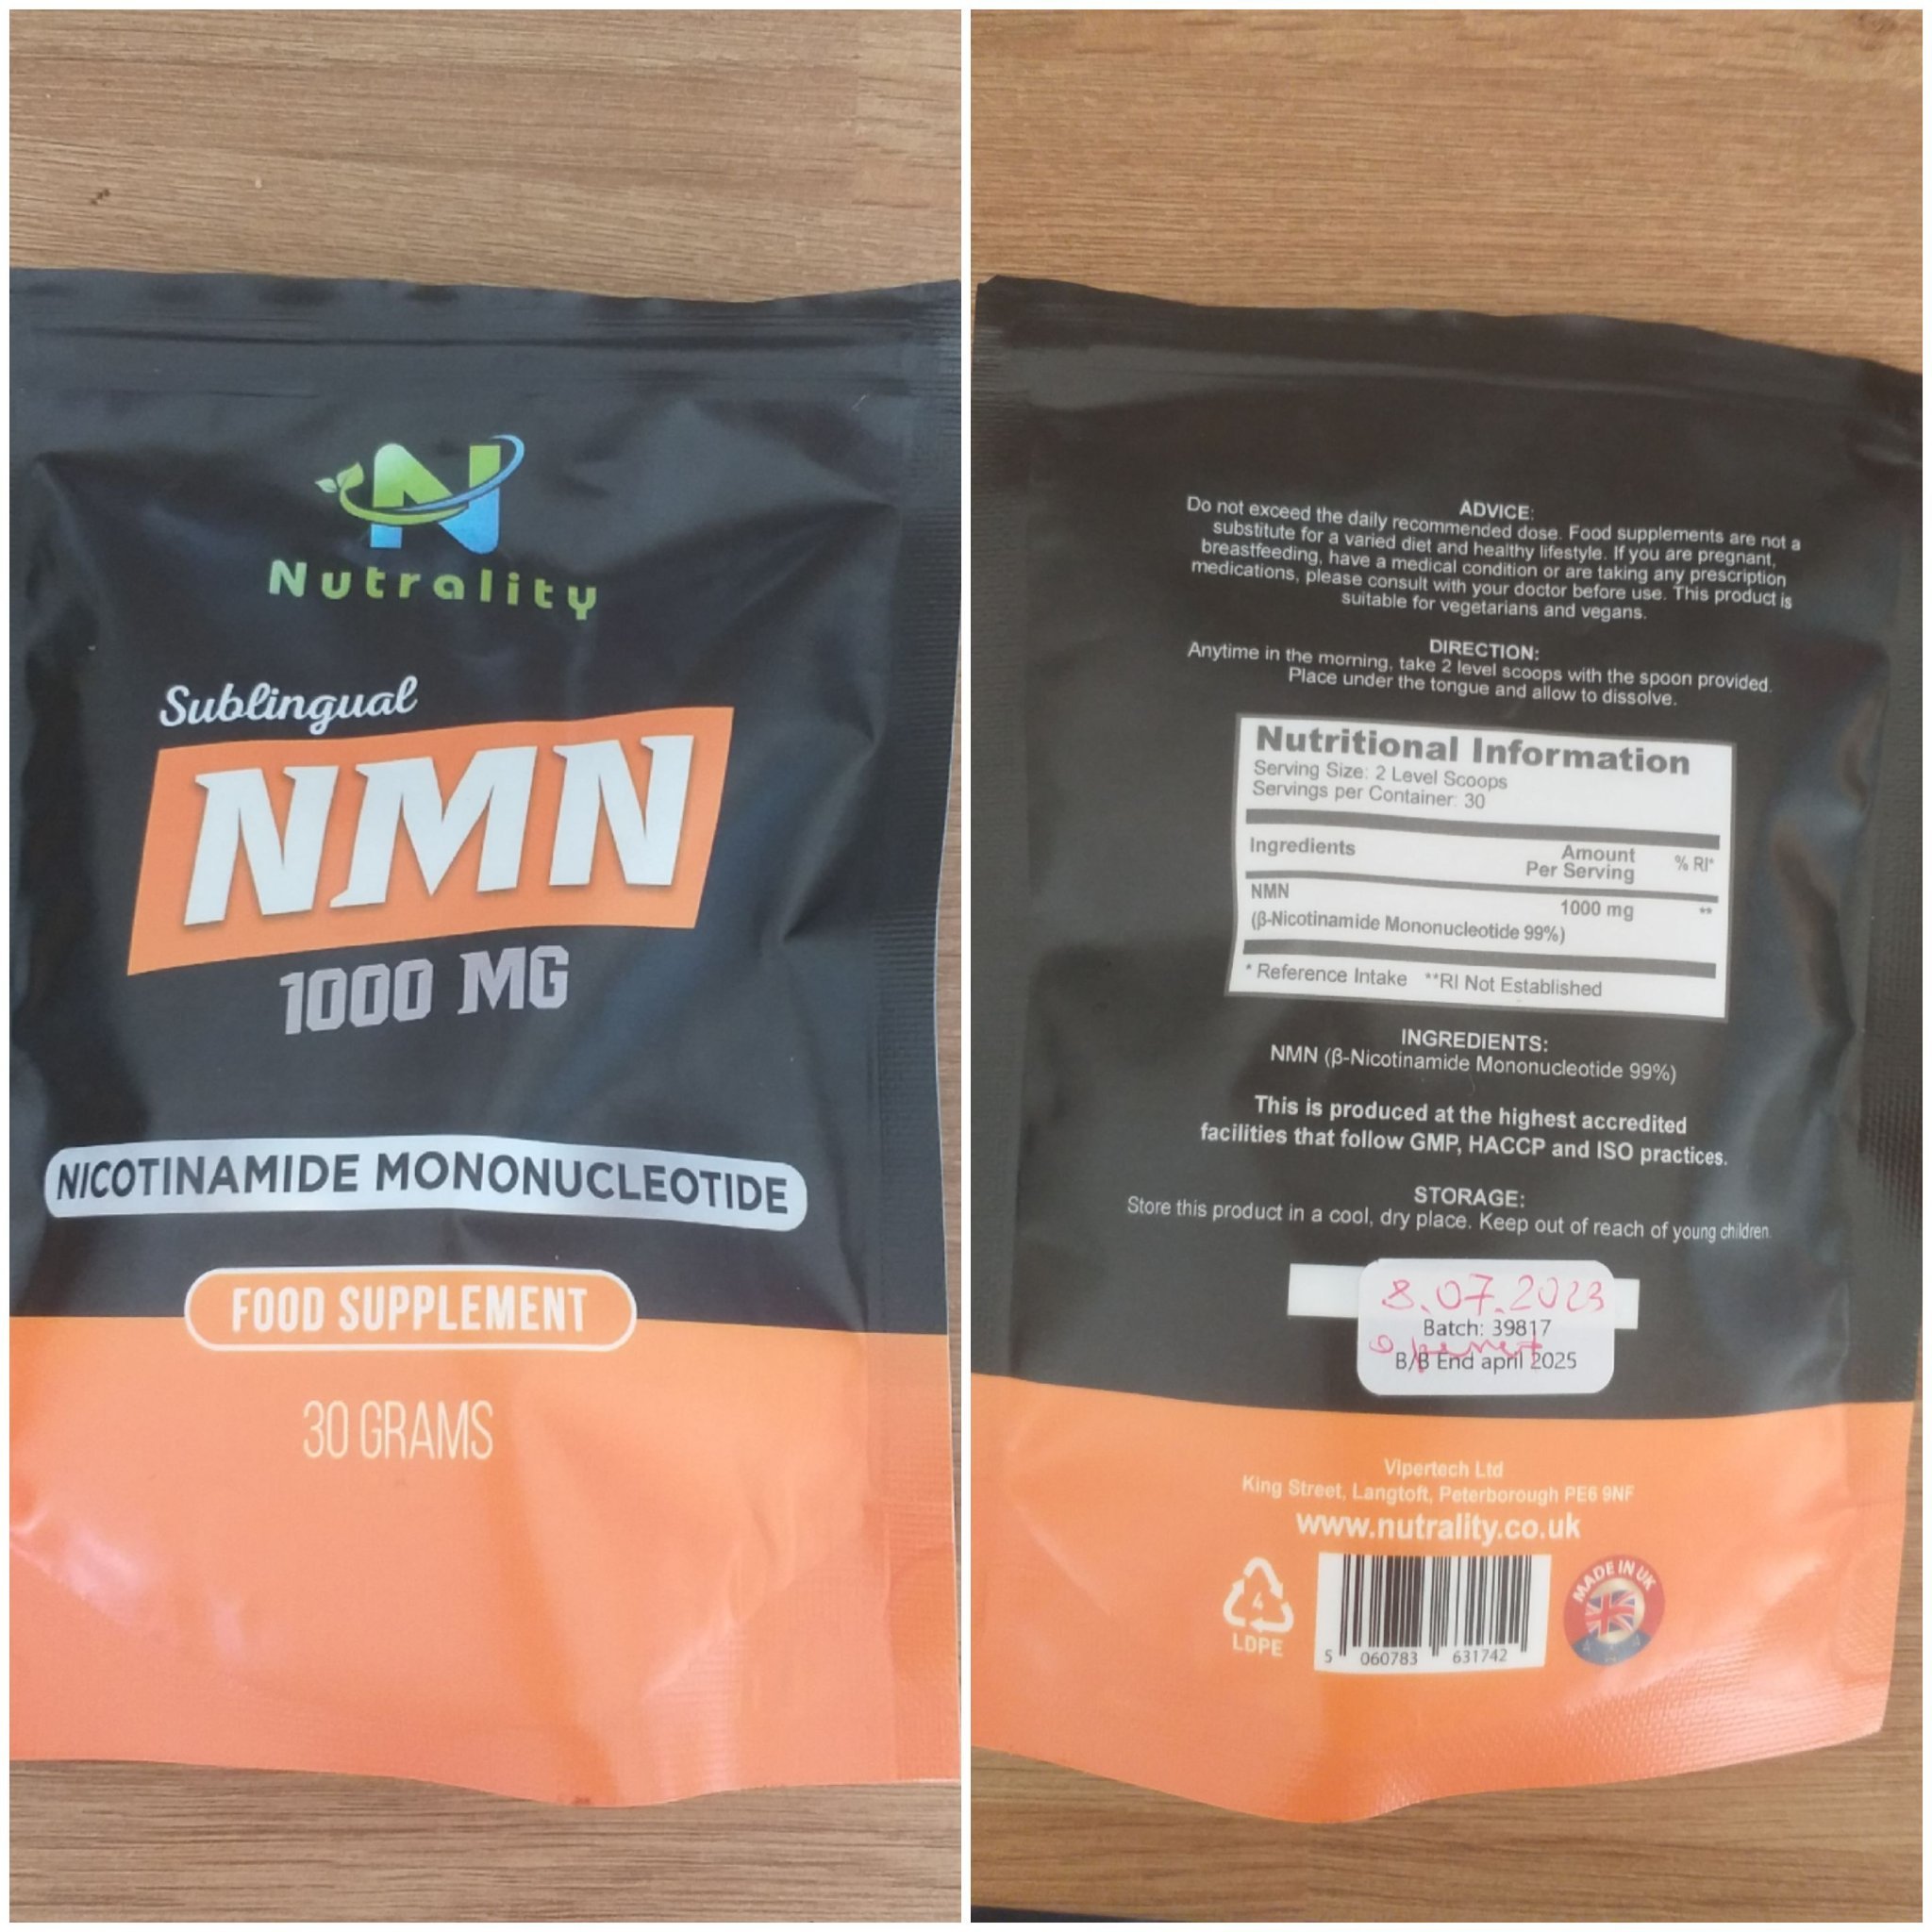 Nutrality
Sublingual
NMN
1000 MG
NICOTINAMIDE MONONUCLEOTIDE
FOOD SUPPLEMENT
30 GRAMS
ADVICE:
Do not exceed the daily recommended dose. Food supplements are not a
substitute for a varied diet and healthy lifestyle. If you are pregnant,
breastfeeding, have a medical condition or are taking any prescription
medications, please consult with your doctor before use. This product is
suitable for vegetarians and vegans.
DIRECTION:
Anytime in the morning, take 2 level scoops with the spoon provided.
Place under the tongue and allow to dissolve.
Nutritional Information
Serving Size: 2 Level Scoops
Servings per Container: 30
Ingredients Amount Per Serving % RI*
NMN 1000 mg **
(β-Nicotinamide Mononucleotide 99%)
* Reference Intake **RI Not Established
INGREDIENTS:
NMN (β-Nicotinamide Mononucleotide 99%)
This is produced at the highest accredited
facilities that follow GMP, HACCP and ISO practices.
STORAGE:
Store this product in a cool, dry place. Keep out of reach of young children.
8.07.2023
Batch: 39817
B/B End april 2025
Vipertech Ltd
King Street, Langtoft, Peterborough PE6 9NF
www.nutrality.co.uk
4
LDPE
5 060783 631742
MADE IN UK